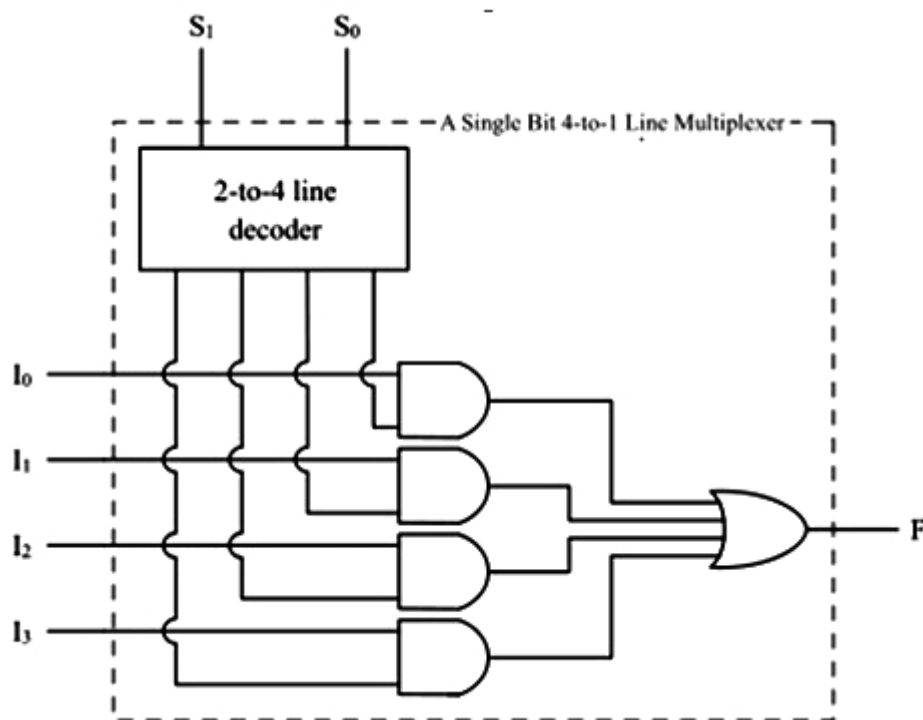 S₁ S₀
A Single Bit 4-to-1 Line Multiplexer
2-to-4 line
decoder
I₀
I₁
I₂
F
I₃